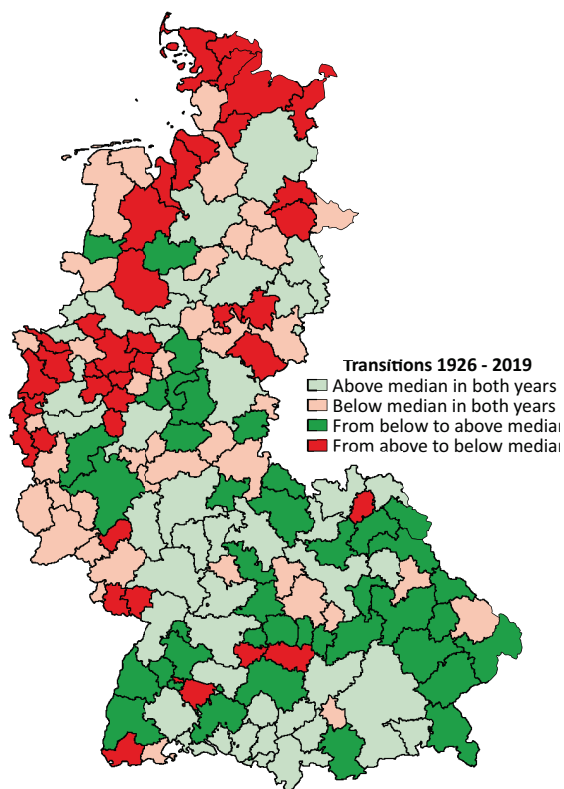 Transitions 1926 - 2019
Above median in both years
Below median in both years
From below to above median
From above to below median